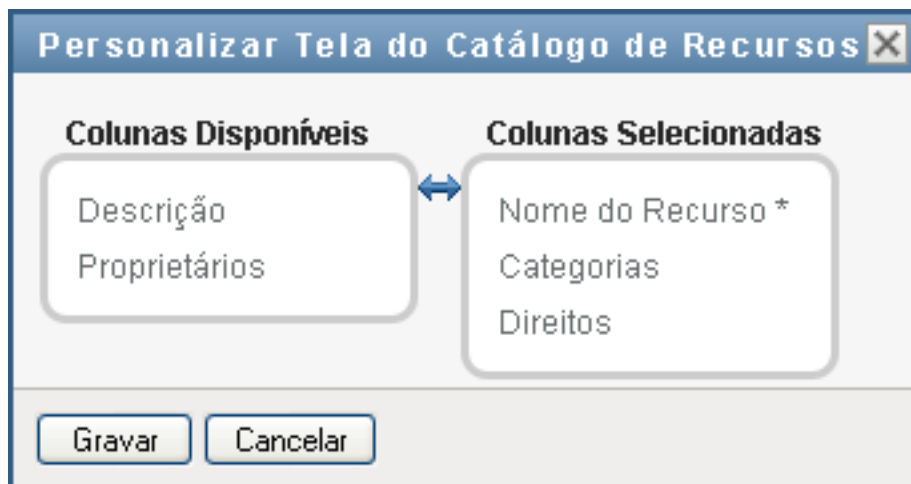 Personalizar Tela do Catálogo de Recursos
Colunas Disponíveis
Descrição
Proprietários
Colunas Selecionadas
Nome do Recurso *
Categorias
Direitos
Gravar
Cancelar